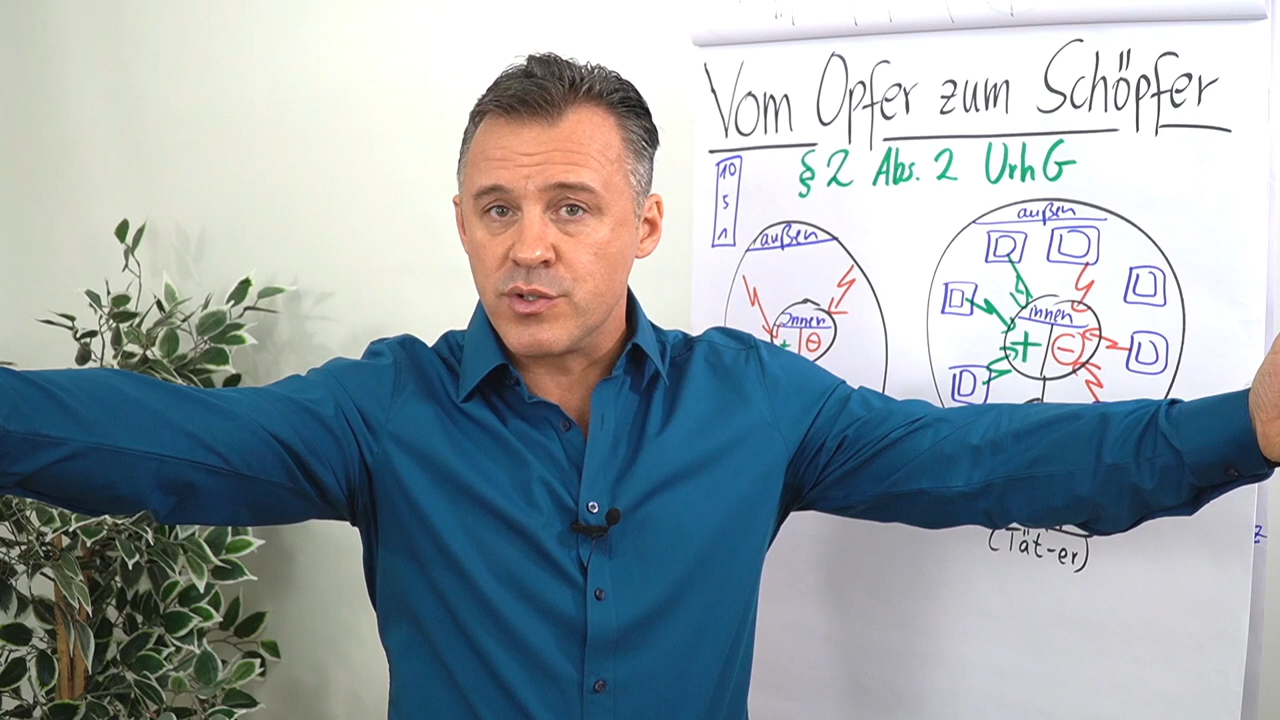 Vom Opfer zum Schöpfer
§ 2 Abs. 2 UrhG
10
5
1
außen
Innen
+ -
außen
D D
D D
innen
+ -
D D
(Tät-er)